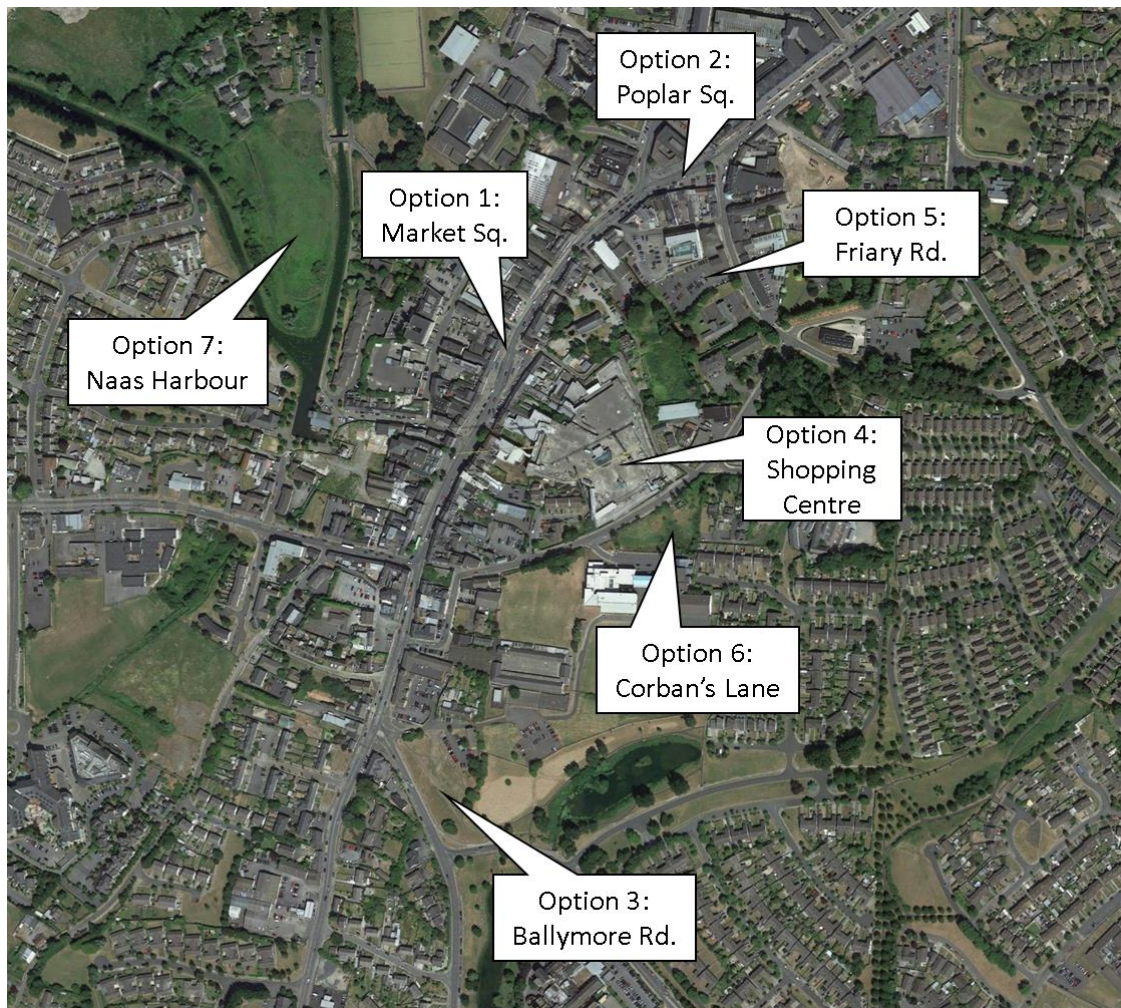 Option 2:
Poplar Sq.
Option 1:
Market Sq.
Option 5:
Friary Rd.
Option 7:
Naas Harbour
Option 4:
Shopping
Centre
Option 6:
Corban's Lane
Option 3:
Ballymore Rd.